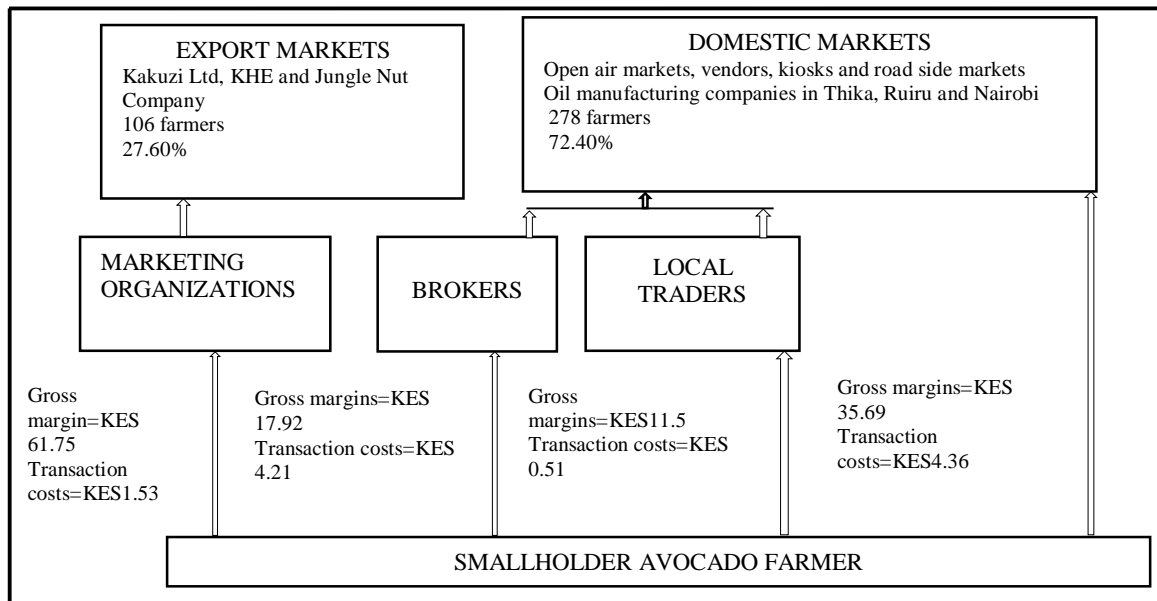 EXPORT MARKETS
Kakuzi Ltd, KHE and Jungle Nut
Company
106 farmers
27.60%
DOMESTIC MARKETS
Open air markets, vendors, kiosks and road side markets
Oil manufacturing companies in Thika, Ruiru and Nairobi
278 farmers
72.40%
MARKETING
ORGANIZATIONS
BROKERS
LOCAL
TRADERS
Gross
margin=KES
61.75
Transaction
costs=KES1.53
Gross margins=KES
17.92
Transaction costs=KES
4.21
Gross
margins=KES11.5
Transaction costs=KES
0.51
Gross margins=KES
35.69
Transaction
costs=KES4.36
SMALLHOLDER AVOCADO FARMER